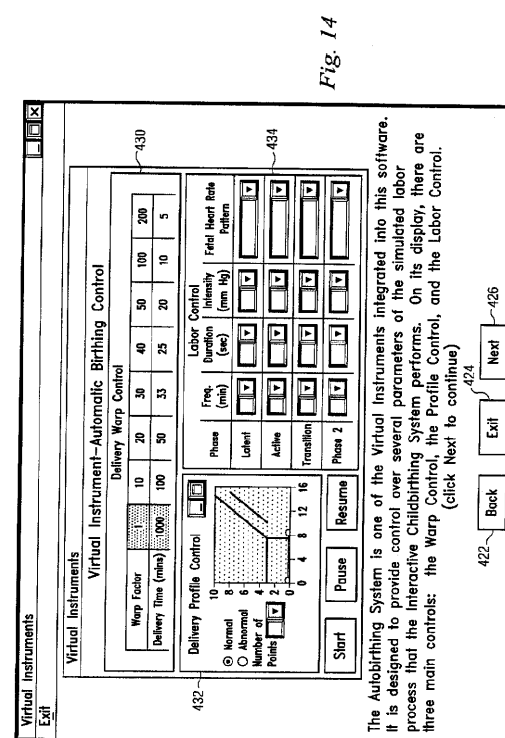 Virtual Instruments
Exit
Virtual Instruments
Virtual Instrument-Automatic Birthing Control
Delivery Warp Control
430
Warp Factor 1 10 20 30 40 50 100 200
Delivery Time (mins) 1000 100 50 33 25 20 10 5
432
Delivery Profile Control
Normal
Abnormal
Number of
Points
10
8
6
4
2
0
0 4 8 12 16
Start Pause Resume
Labor Control
434
Phase Freq. (min) Duration (sec) Intensity (mm Hg) Fetal Heart Rate Pattern
Latent
Active
Transition
Phase 2
The Autobirthing System is one of the Virtual Instruments integrated into this software.
It is designed to provide control over several parameters of the simulated labor
process that the Interactive Childbirthing System performs. On its display, there are
three main controls: the Warp Control, the Profile Control, and the Labor Control.
(click Next to continue)
422 Back
424 Exit
426 Next
Fig. 14